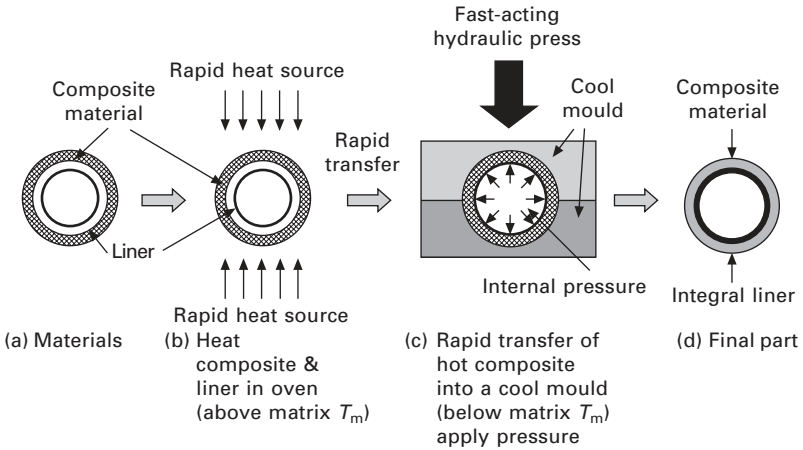 Fast-acting
hydraulic press
Composite
material
Rapid heat source
Cool
mould
Composite
material
Rapid
transfer
Liner
Internal pressure
Rapid heat source
Integral liner
(a) Materials
(b) Heat
composite &
liner in oven
(above matrix Tm)
(c) Rapid transfer of
hot composite
into a cool mould
(below matrix Tm)
apply pressure
(d) Final part